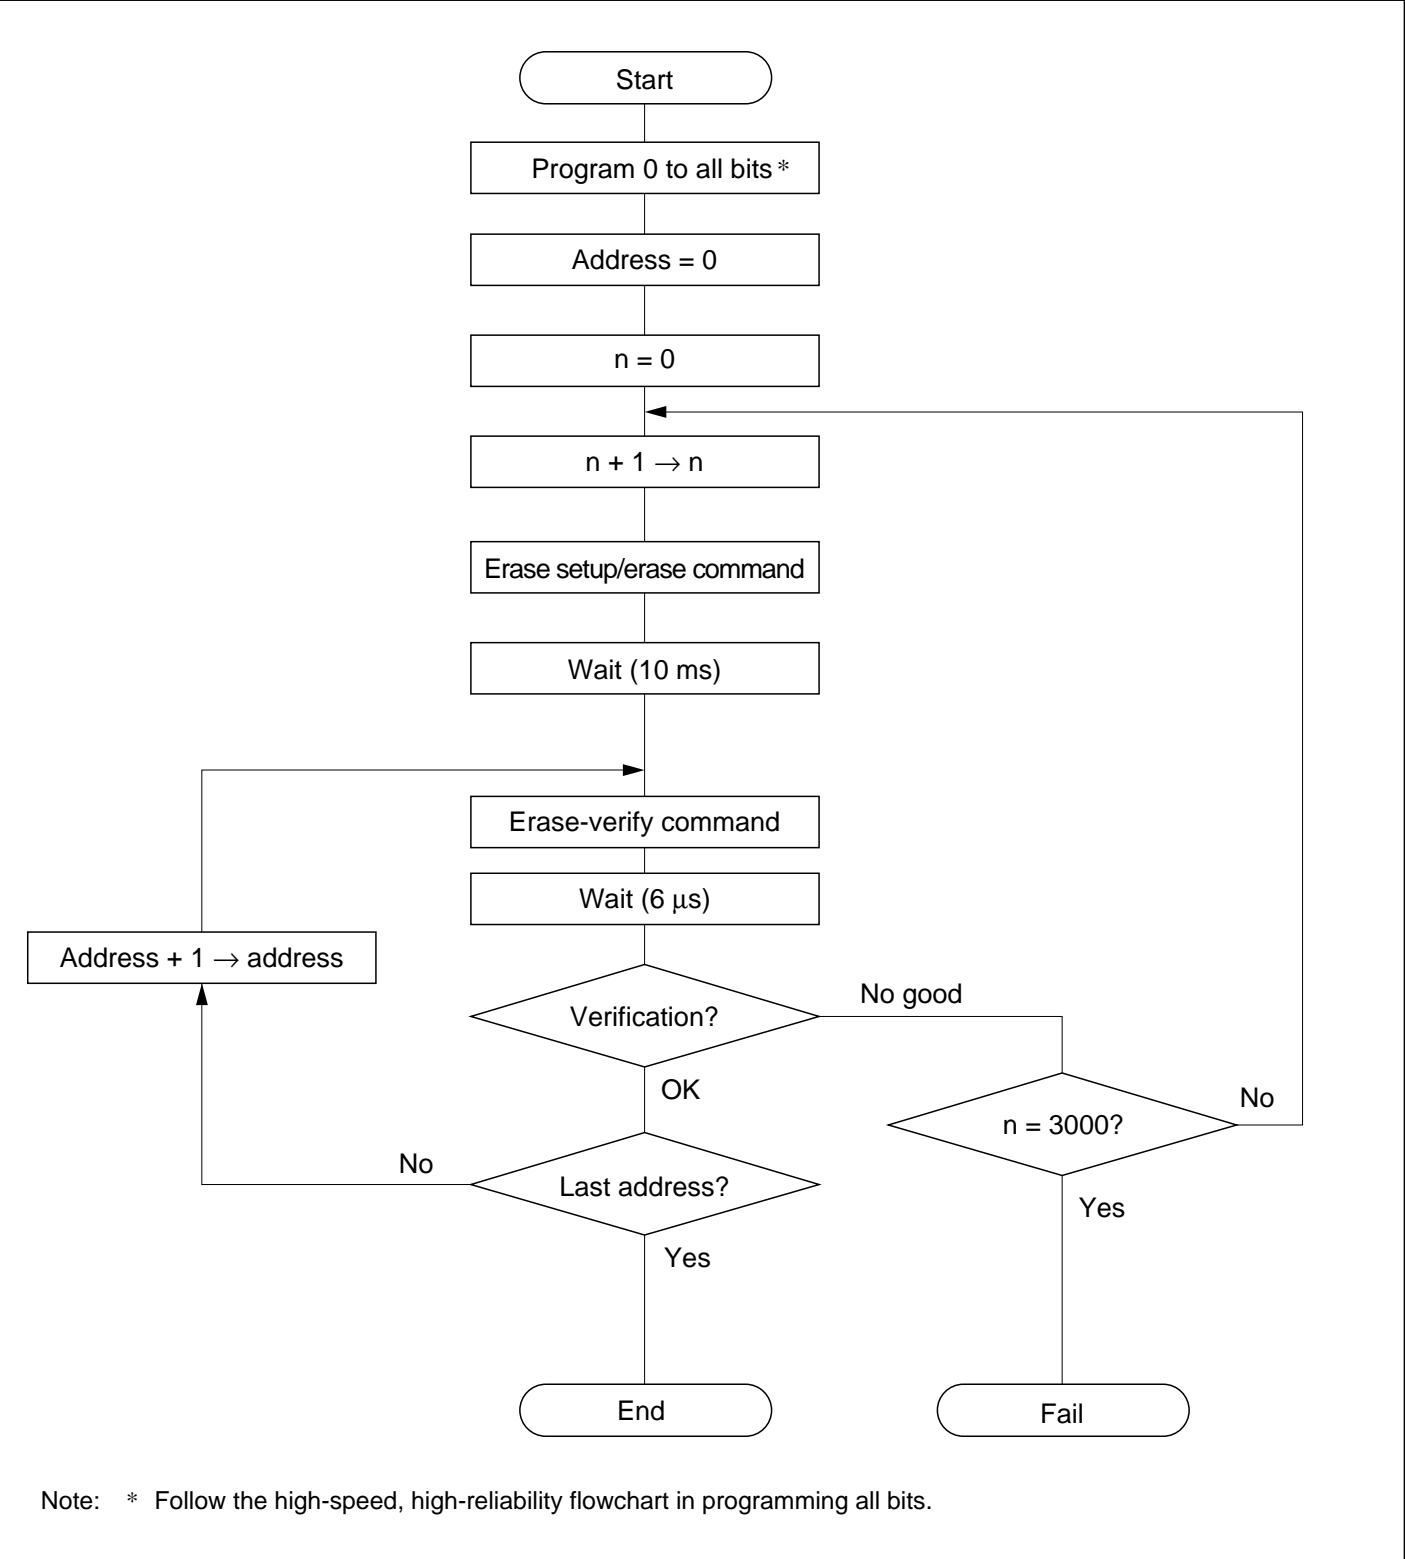 Start
Program 0 to all bits *
Address = 0
n = 0
n + 1 → n
Erase setup/erase command
Wait (10 ms)
Erase-verify command
Wait (6 μs)
Address + 1 → address
Verification?
No good
OK
n = 3000?
No
Last address?
No
Yes
Yes
End
Fail
Note: * Follow the high-speed, high-reliability flowchart in programming all bits.